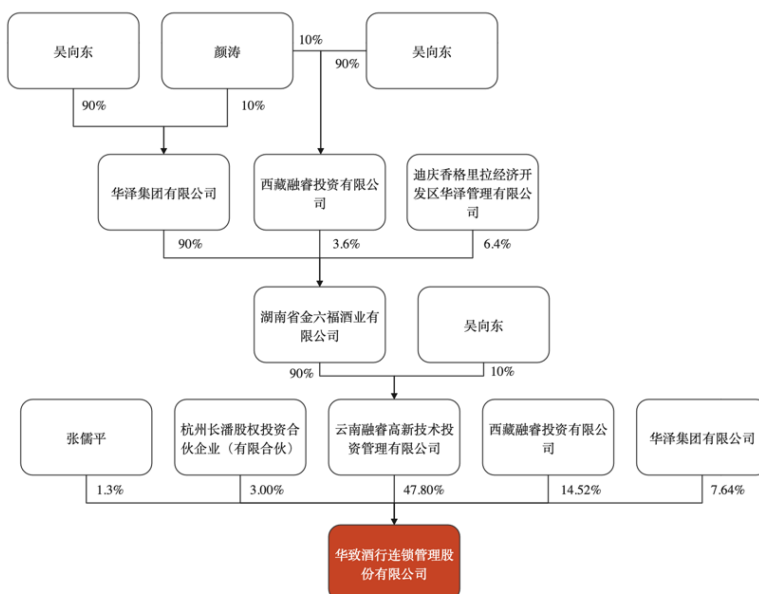 吴向东
颜涛
10%
90%
吴向东
90%
10%
华泽集团有限公司
西藏融睿投资有限公
司
迪庆香格里拉经济开
发区华泽管理有限公
司
90%
3.6%
6.4%
湖南省金六福酒业有
限公司
吴向东
90%
10%
张儒平
杭州长潘股权投资合
伙企业（有限合伙）
云南融睿高新技术投
资管理有限公司
西藏融睿投资有限公
司
华泽集团有限公司
1.3%
3.00%
47.80%
14.52%
7.64%
华致酒行连锁管理股
份有限公司